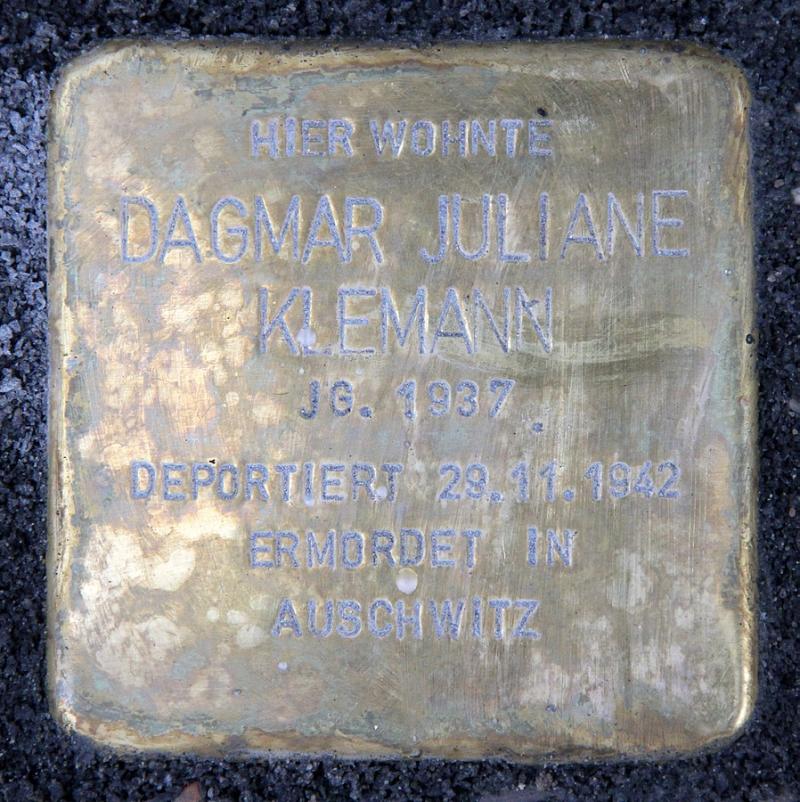 HIER WOHNTE
DAGMAR JULIANE
KLEMANN
JG. 1937
DEPORTIERT 29.11.1942
ERMORDET IN
AUSCHWITZ